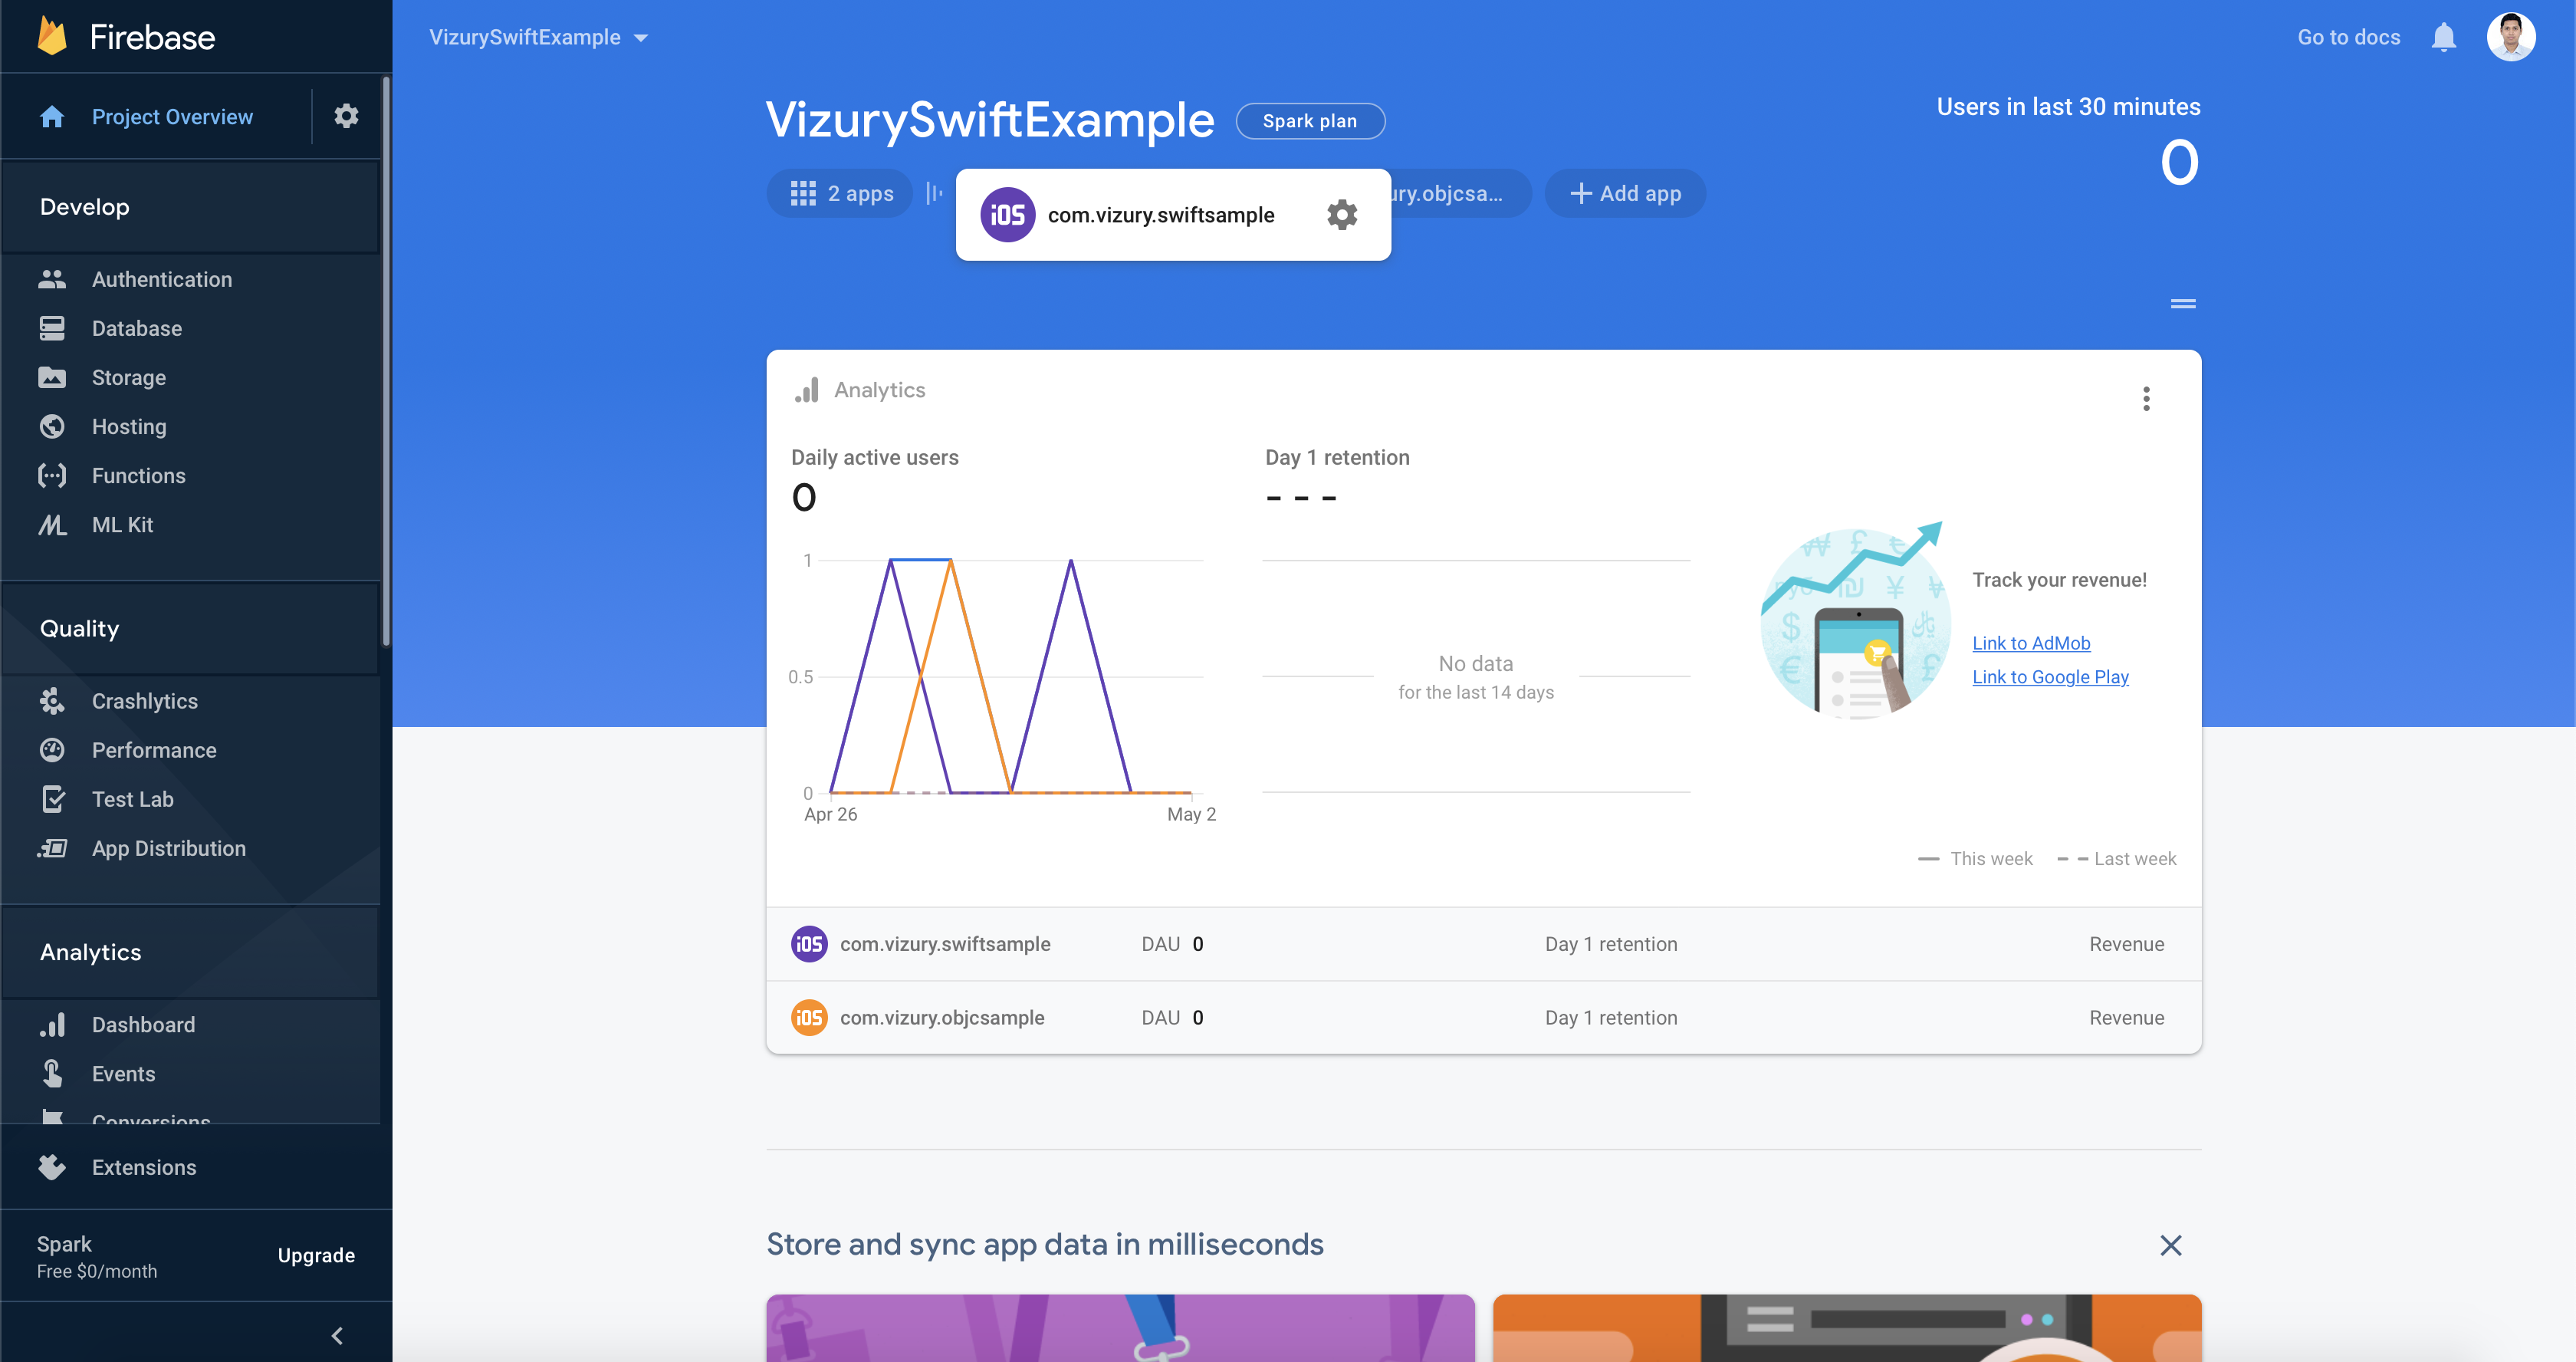 Firebase
VizurySwiftExample
Go to docs
Project Overview
Develop
Authentication
Database
Storage
Hosting
Functions
ML Kit
Quality
Crashlytics
Performance
Test Lab
App Distribution
Analytics
Dashboard
Events
Conversions
Extensions
Spark
Free $0/month
Upgrade
VizurySwiftExample
Spark plan
Users in last 30 minutes
0
2 apps
iOS com.vizury.swiftsample
ury.objcsa...
Add app
Analytics
Daily active users
0
1
0.5
0
Apr 26
May 2
Day 1 retention
- - -
No data
for the last 14 days
Track your revenue!
Link to AdMob
Link to Google Play
This week
Last week
iOS com.vizury.swiftsample DAU 0 Day 1 retention Revenue
iOS com.vizury.objcsample DAU 0 Day 1 retention Revenue
Store and sync app data in milliseconds